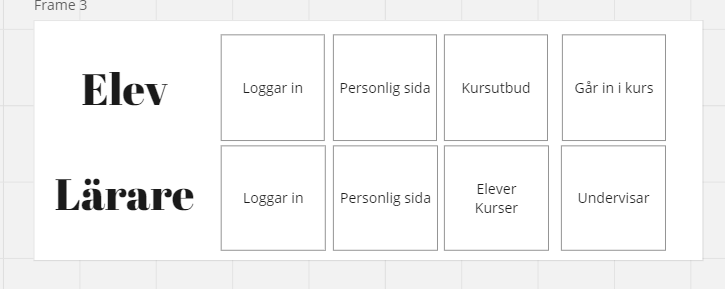 Frame 3
Elev
Loggar in
Personlig sida
Kursutbud
Går in i kurs
Lärare
Loggar in
Personlig sida
Elever
Kurser
Undervisar